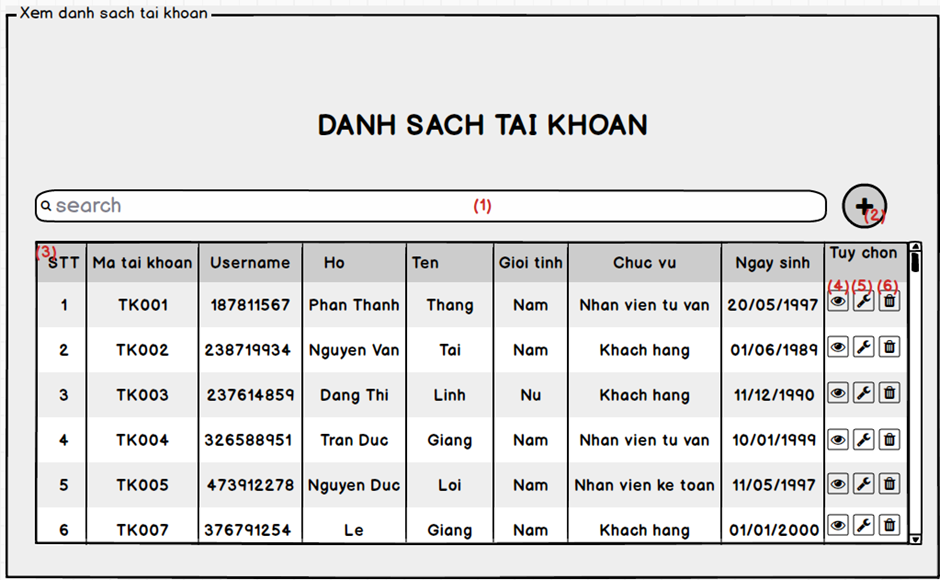 Xem danh sach tai khoan
DANH SACH TAI KHOAN
search (1)
(2)
(3) STT Ma tai khoan Username Ho Ten Gioi tinh Chuc vu Ngay sinh Tuy chon
(4) (5) (6)
1 TK001 187811567 Phan Thanh Thang Nam Nhan vien tu van 20/05/1997
2 TK002 238719934 Nguyen Van Tai Nam Khach hang 01/06/1989
3 TK003 237614859 Dang Thi Linh Nu Khach hang 11/12/1990
4 TK004 326588951 Tran Duc Giang Nam Nhan vien tu van 10/01/1999
5 TK005 473912278 Nguyen Duc Loi Nam Nhan vien ke toan 11/05/1997
6 TK007 376791254 Le Giang Nam Khach hang 01/01/2000